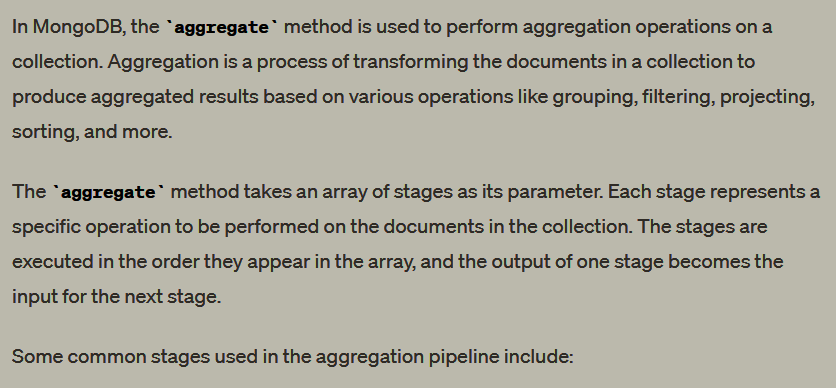 In MongoDB, the `aggregate` method is used to perform aggregation operations on a
collection. Aggregation is a process of transforming the documents in a collection to
produce aggregated results based on various operations like grouping, filtering, projecting,
sorting, and more.
The `aggregate` method takes an array of stages as its parameter. Each stage represents a
specific operation to be performed on the documents in the collection. The stages are
executed in the order they appear in the array, and the output of one stage becomes the
input for the next stage.
Some common stages used in the aggregation pipeline include: